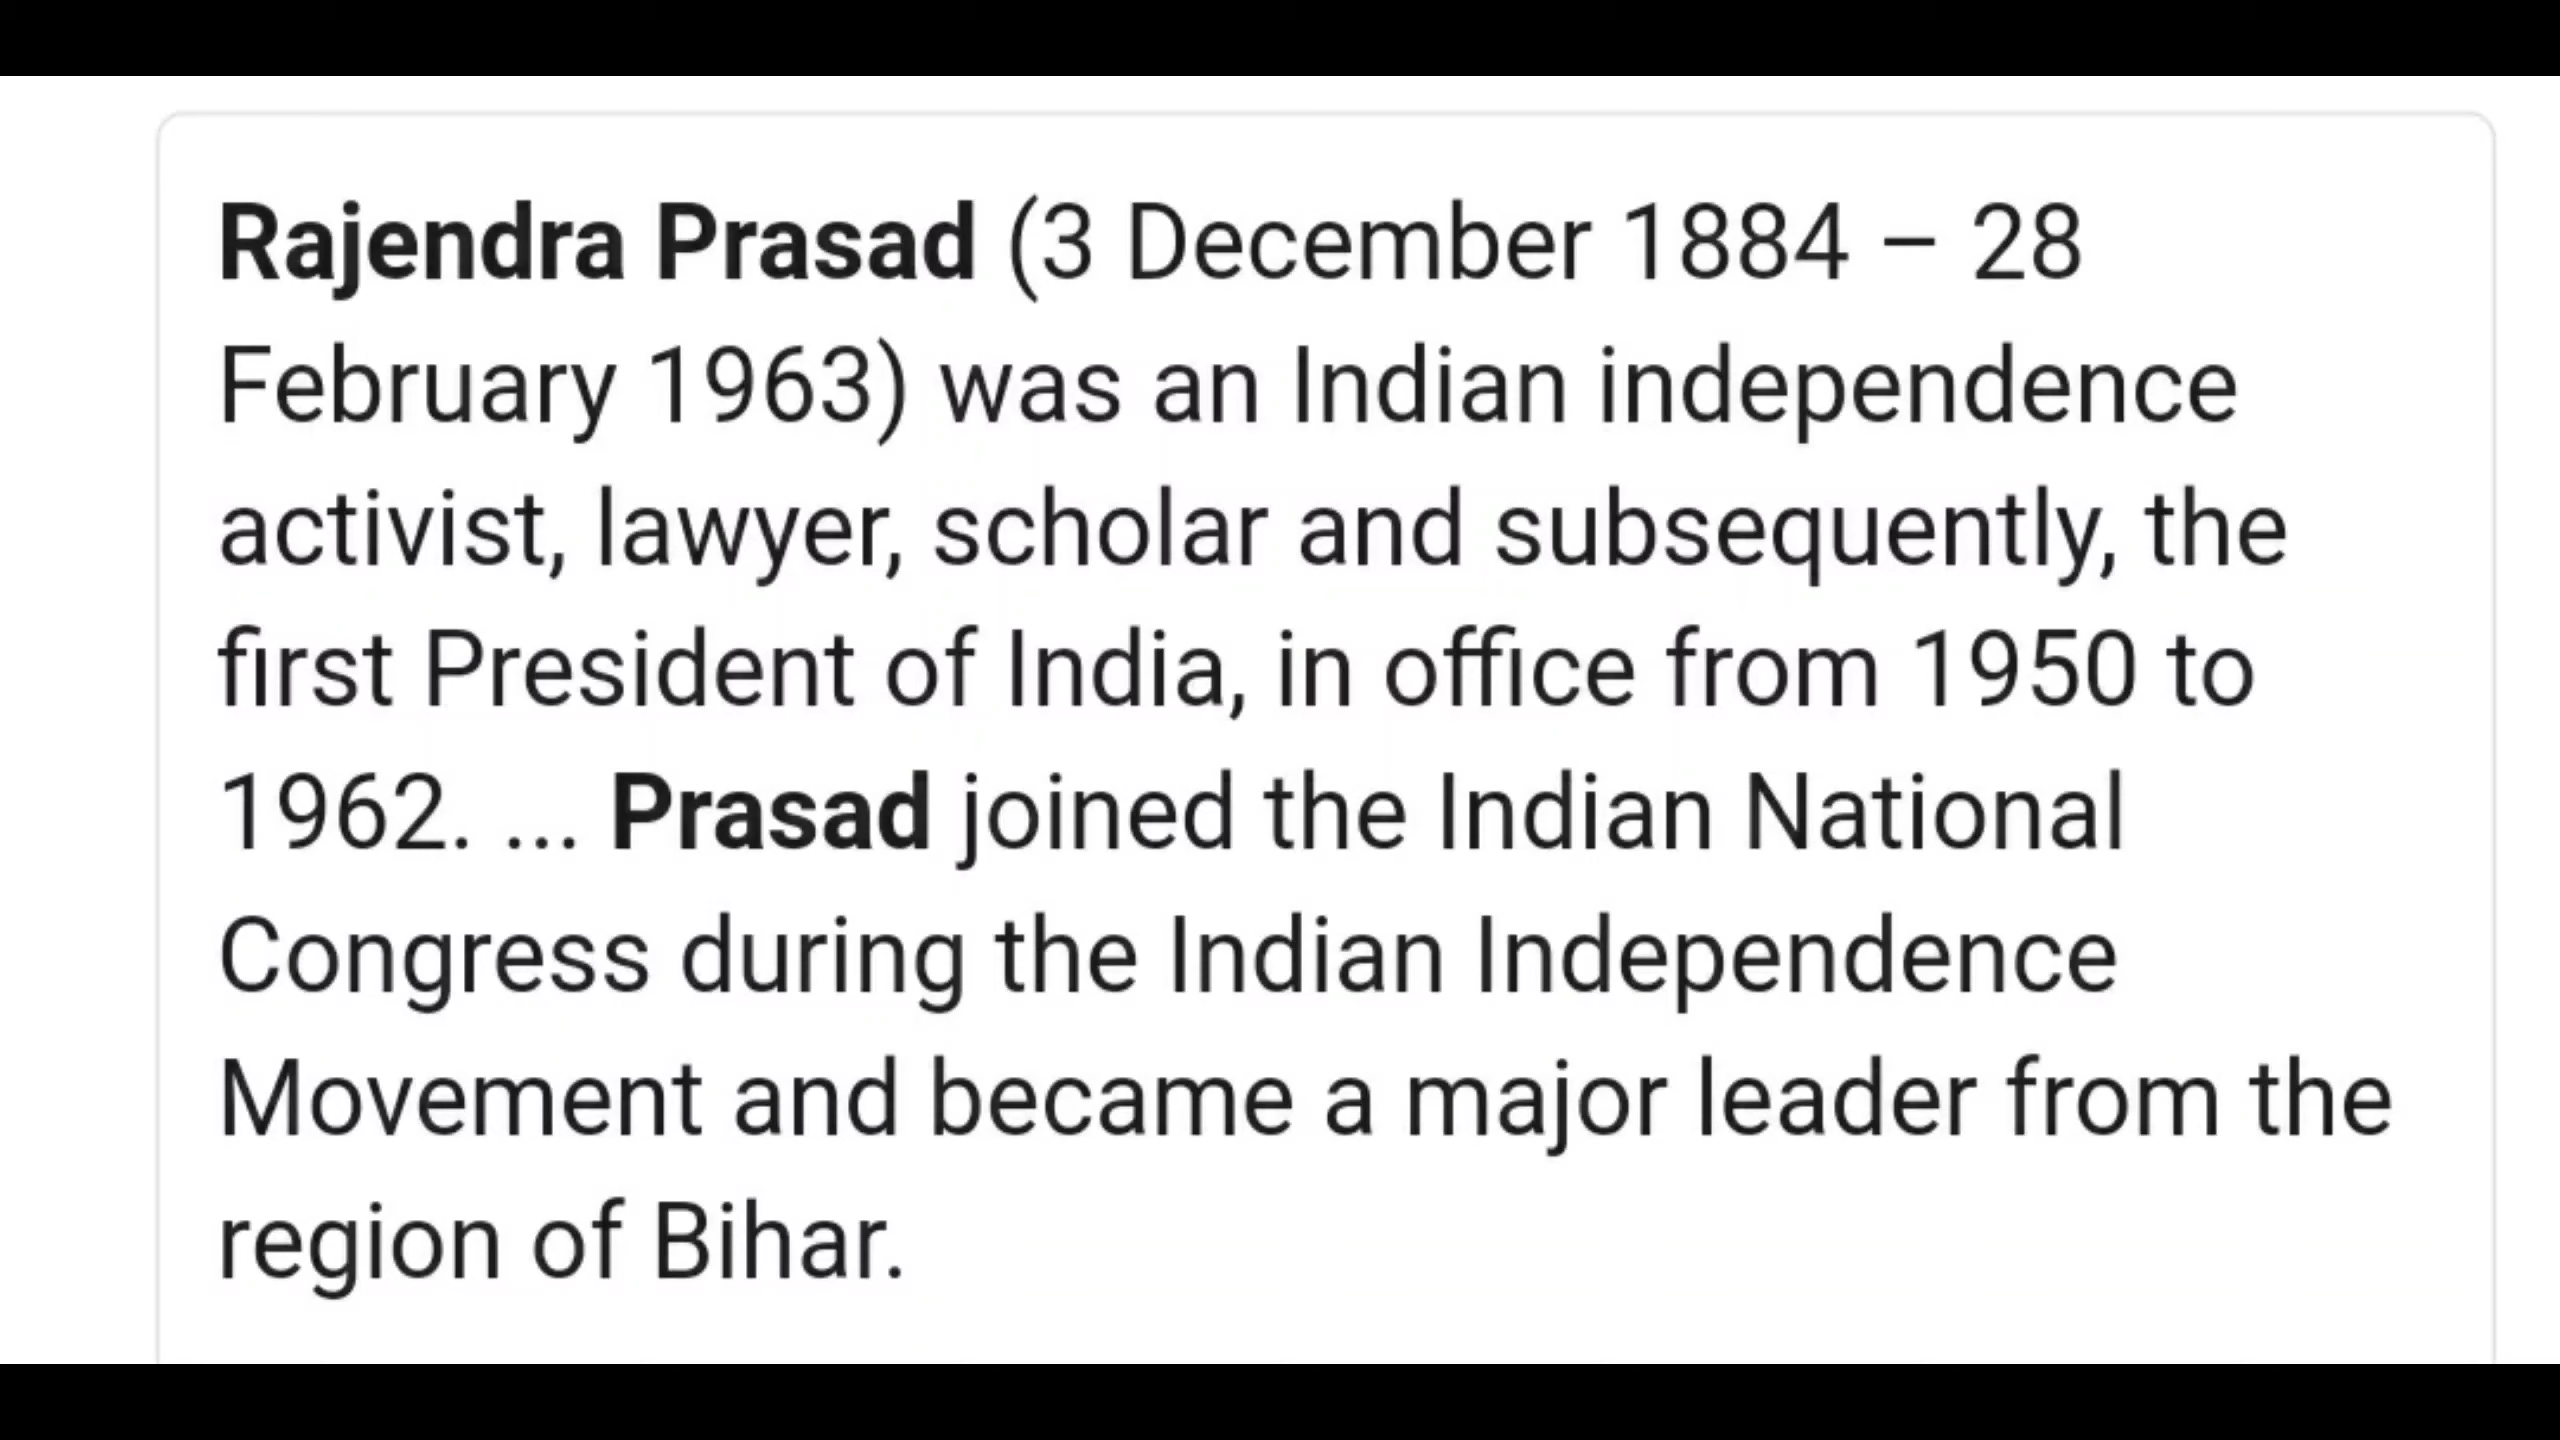 Rajendra Prasad (3 December 1884 – 28
February 1963) was an Indian independence
activist, lawyer, scholar and subsequently, the
first President of India, in office from 1950 to
1962. ... Prasad joined the Indian National
Congress during the Indian Independence
Movement and became a major leader from the
region of Bihar.